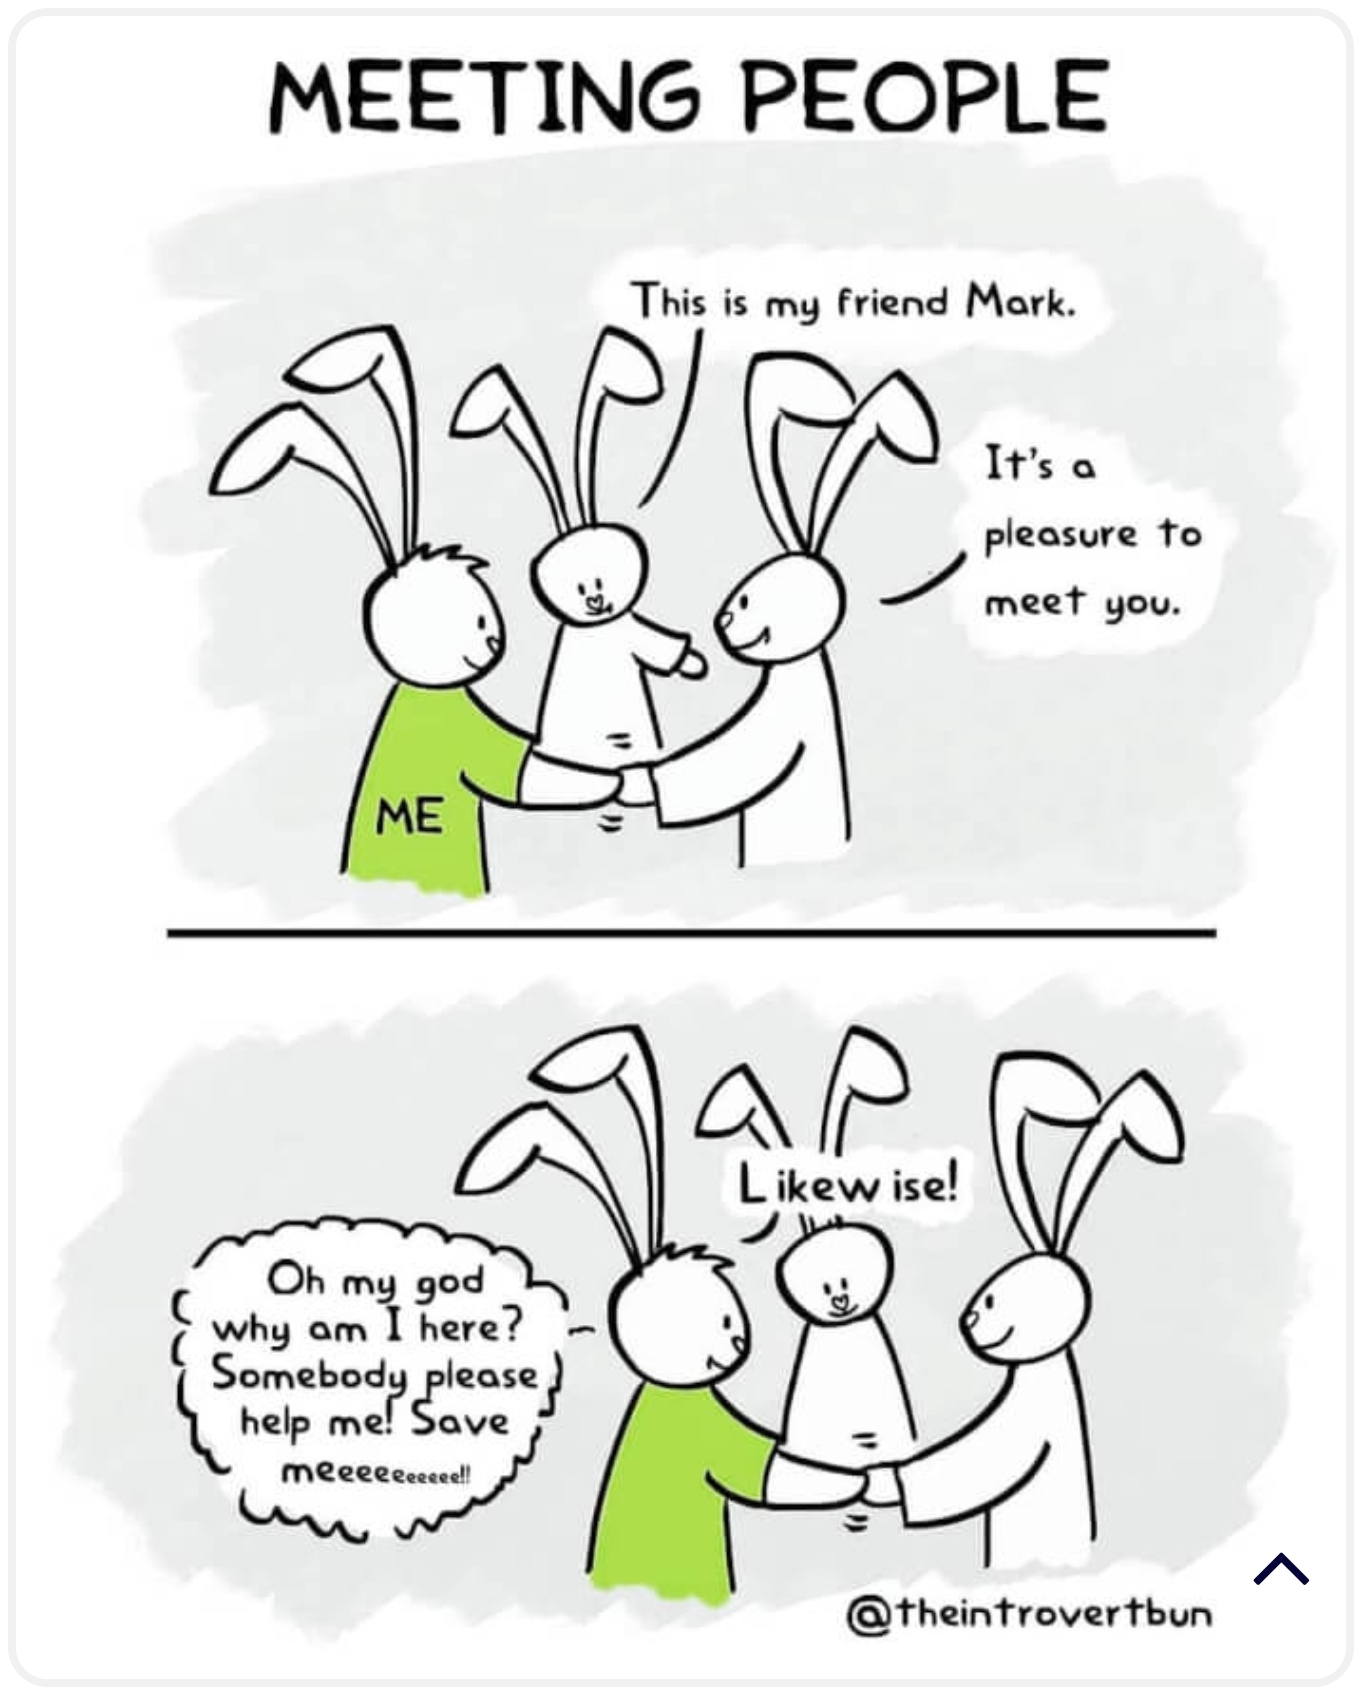 MEETING PEOPLE
This is my friend Mark.
It's a
pleasure to
meet you.
ME
Likewise!
Oh my god
why am I here?
Somebody please
help me! Save
meeeeeeeeee!!
@theintrovertbun